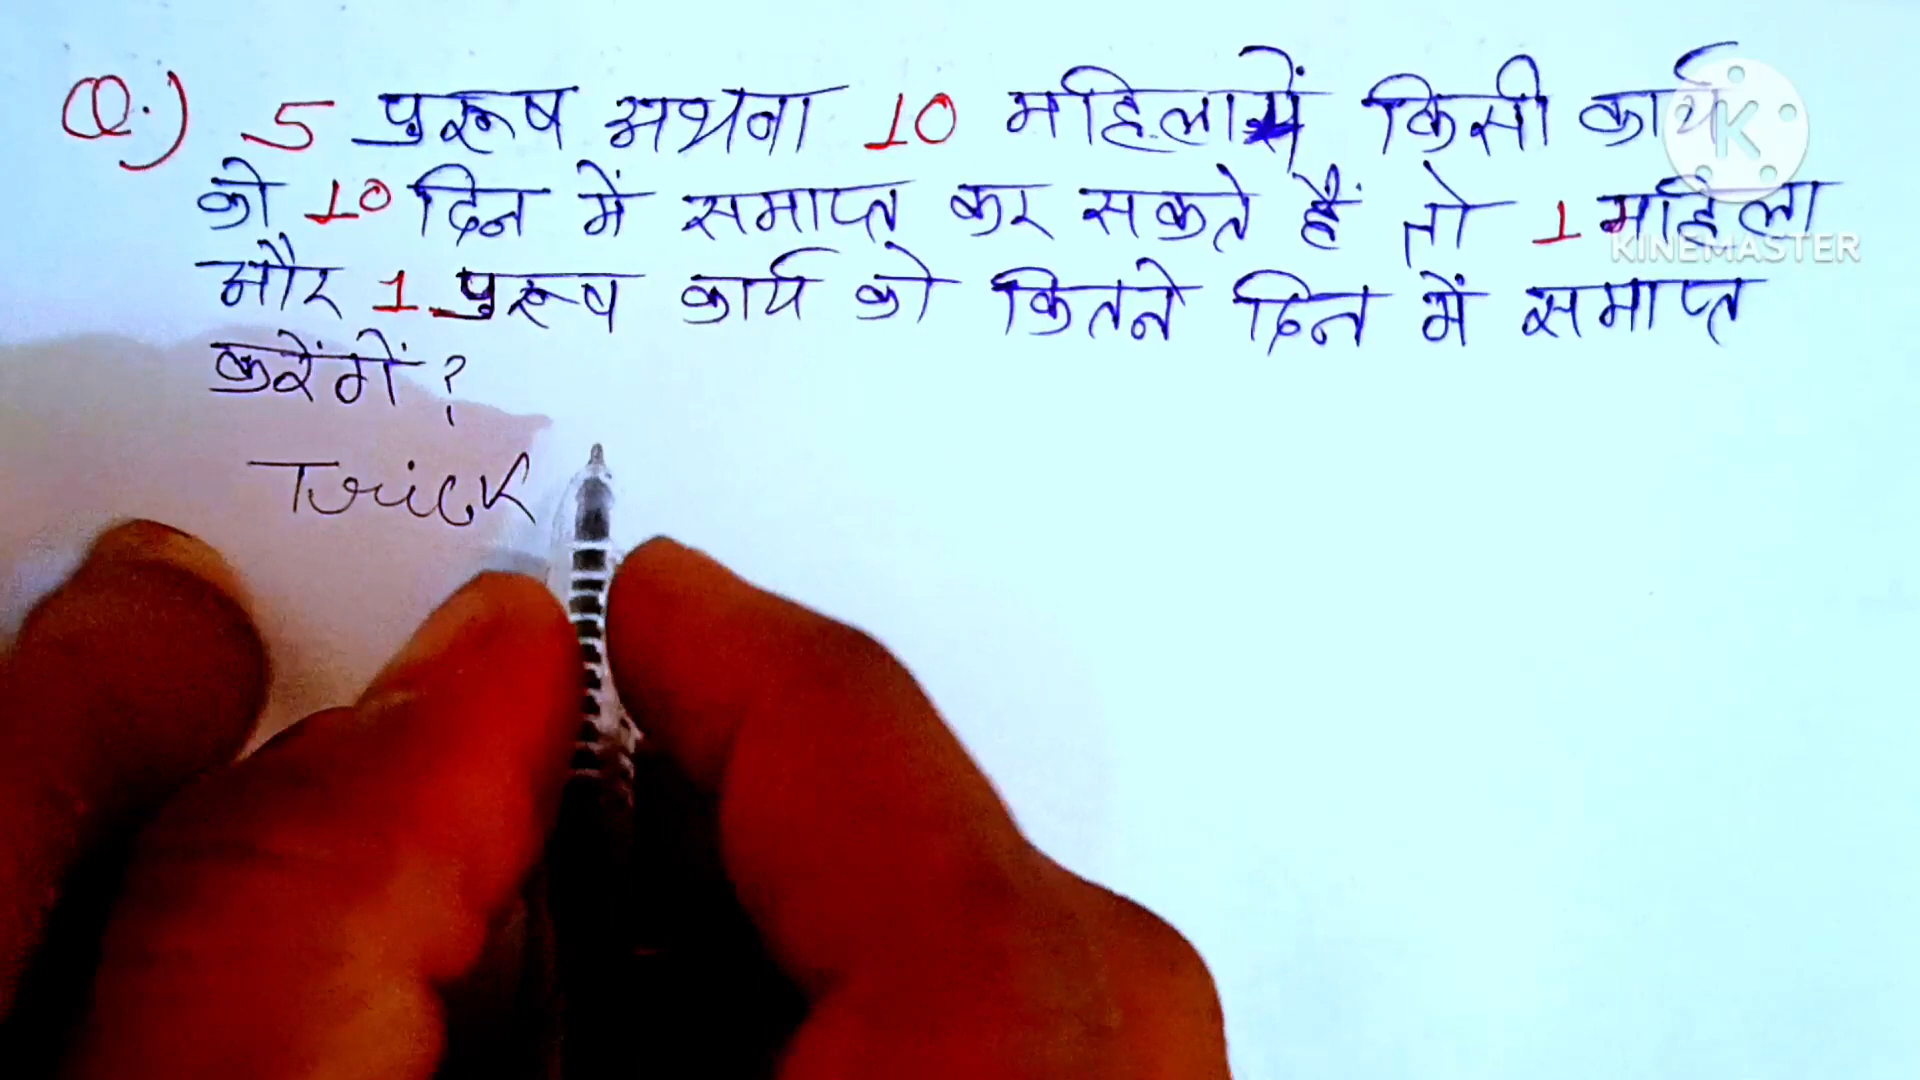 Q.) 5 पुरूष अथवा 10 महिलायें किसी कार्य
को 10 दिन में समाप्त कर सकते हैं तो 1 महिला
और 1 पुरूष कार्य को कितने दिन में समाप्त
करेंगें?
Trick
K
KINEMASTER